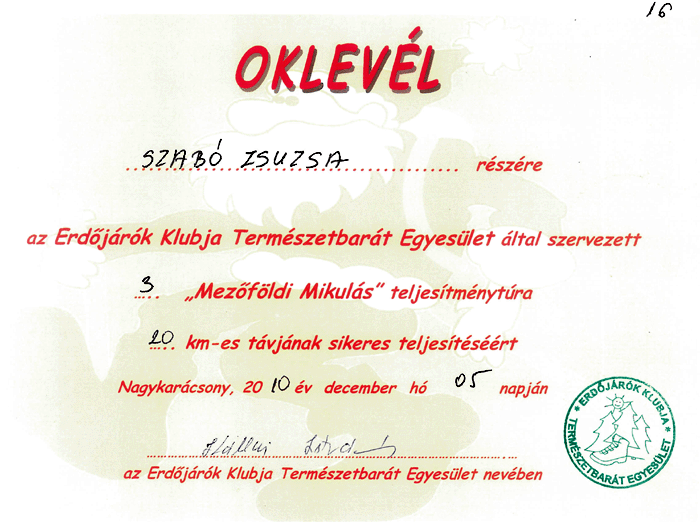 16
OKLEVÉL
SZABÓ ZSUZSA részére
az Erdőjárók Klubja Természetbarát Egyesület által szervezett
3 „Mezőföldi Mikulás” teljesítménytúra
20 km-es távjának sikeres teljesítéséért
Nagykarácsony, 2010 év december hó 05 napján
István
az Erdőjárók Klubja Természetbarát Egyesület nevében
* ERDŐJÁRÓK KLUBJA *
TERMÉSZETBARÁT EGYESÜLET